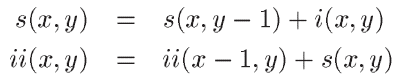 s(x, y) = s(x, y − 1) + i(x, y)
ii(x, y) = ii(x − 1, y) + s(x, y)